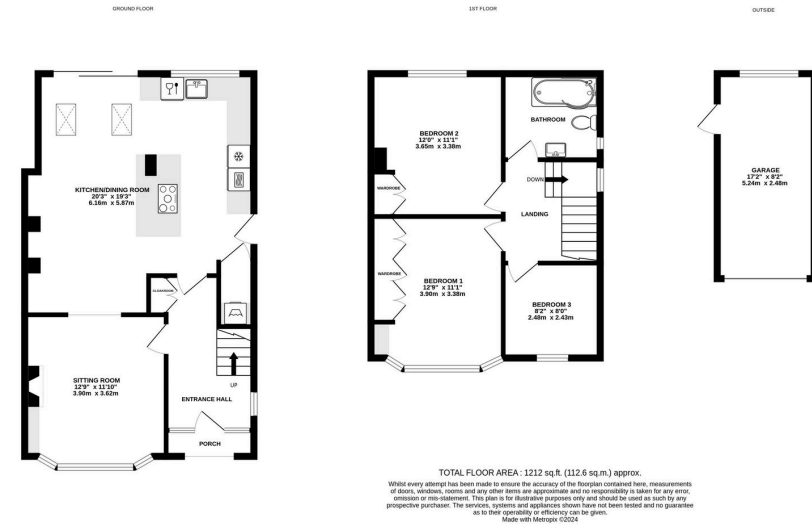 GROUND FLOOR
1ST FLOOR
OUTSIDE
KITCHEN/DINING ROOM
20'3" x 19'3"
6.16m x 5.87m
CLOAKROOM
SITTING ROOM
12'9" x 11'10"
3.90m x 3.62m
UP
ENTRANCE HALL
PORCH
BEDROOM 2
12'0" x 11'1"
3.65m x 3.38m
BATHROOM
WARDROBE
DOWN
LANDING
WARDROBE
BEDROOM 1
12'9" x 11'1"
3.90m x 3.38m
BEDROOM 3
8'2" x 8'0"
2.48m x 2.43m
GARAGE
17'2" x 8'2"
5.24m x 2.48m
TOTAL FLOOR AREA : 1212 sq.ft. (112.6 sq.m.) approx.
Whilst every attempt has been made to ensure the accuracy of the floorplan contained here, measurements
of doors, windows, rooms and any other items are approximate and no responsibility is taken for any error,
omission or mis-statement. This plan is for illustrative purposes only and should be used as such by any
prospective purchaser. The services, systems and appliances shown have not been tested and no guarantee
as to their operability or efficiency can be given.
Made with Metropix ©2024